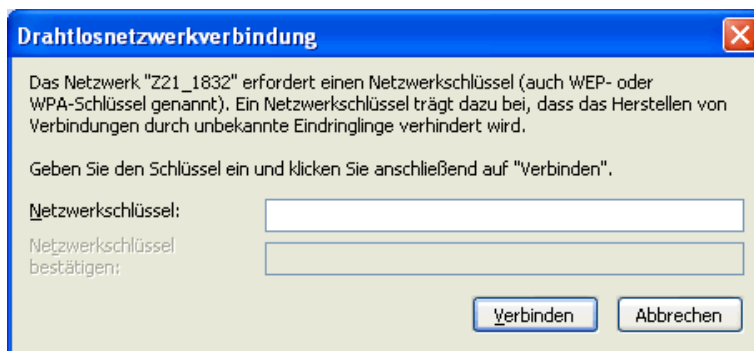 Drahtlosnetzwerkverbindung
Das Netzwerk "Z21_1832" erfordert einen Netzwerkschlüssel (auch WEP- oder
WPA-Schlüssel genannt). Ein Netzwerkschlüssel trägt dazu bei, dass das Herstellen von
Verbindungen durch unbekannte Eindringlinge verhindert wird.
Geben Sie den Schlüssel ein und klicken Sie anschließend auf "Verbinden".
Netzwerkschlüssel:
Netzwerkschlüssel
bestätigen:
Verbinden Abbrechen